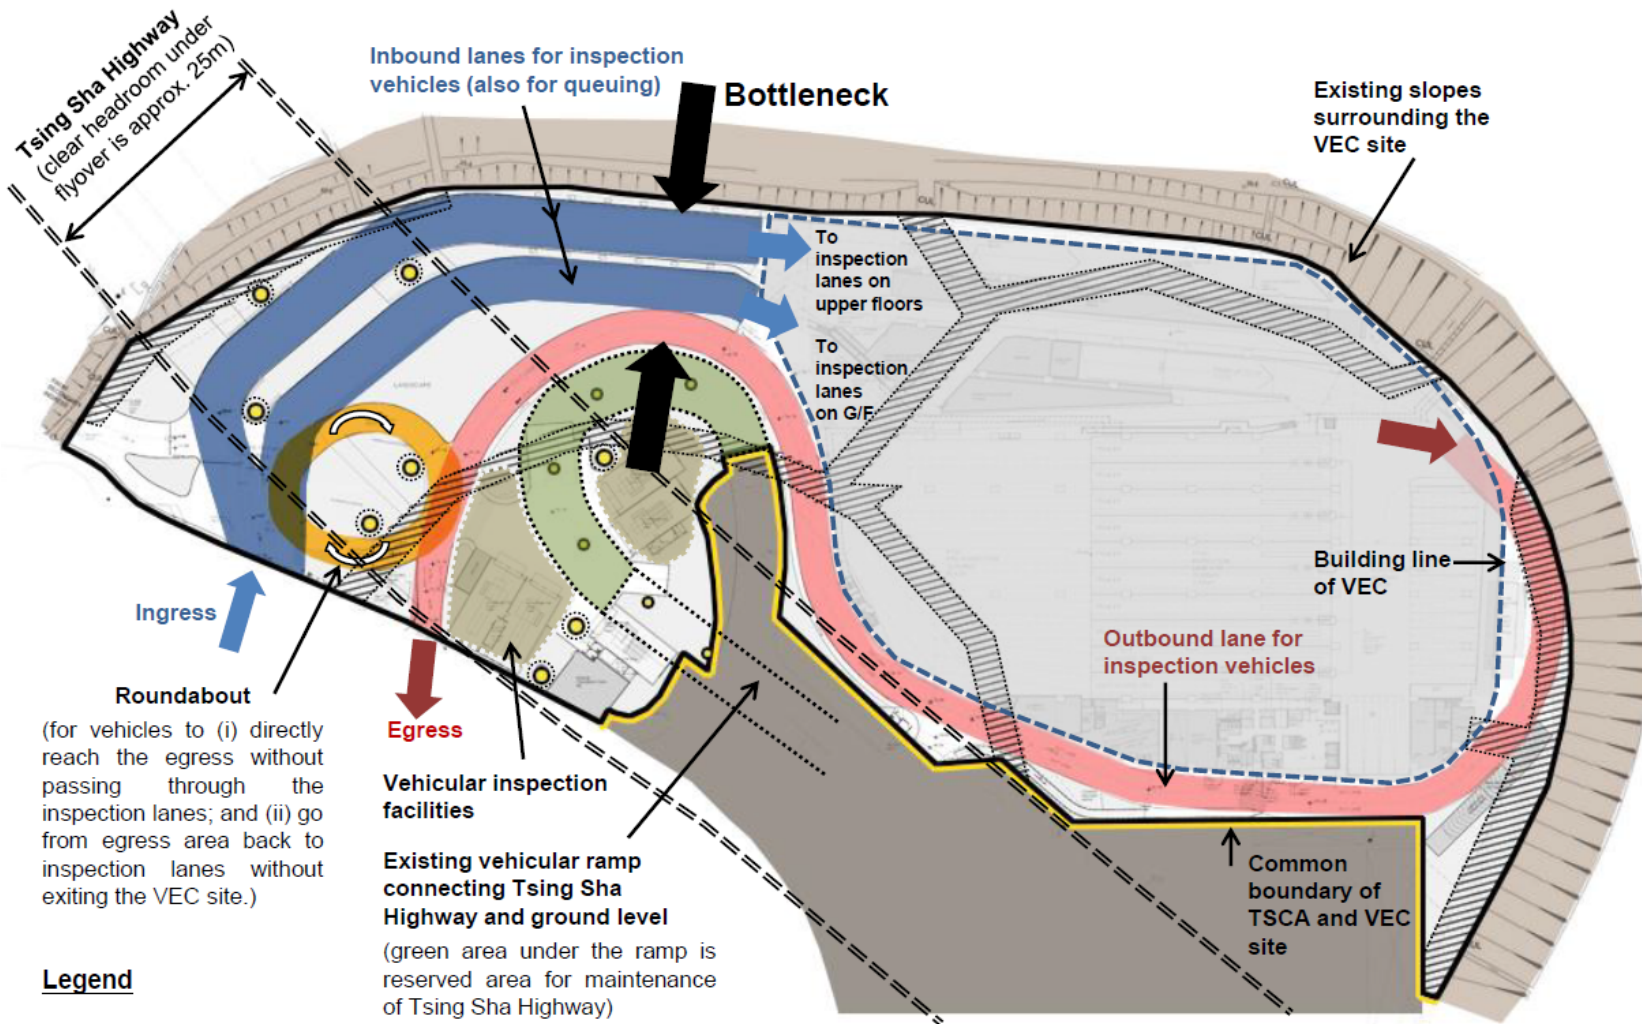 Tsing Sha Highway
(clear headroom under
flyover is approx. 25m)
Inbound lanes for inspection
vehicles (also for queuing)
Bottleneck
Existing slopes
surrounding the
VEC site
To
inspection
lanes on
upper floors
To
inspection
lanes
on G/F
Ingress
Egress
Roundabout
(for vehicles to (i) directly
reach the egress without
passing through the
inspection lanes; and (ii) go
from egress area back to
inspection lanes without
exiting the VEC site.)
Vehicular inspection
facilities
Existing vehicular ramp
connecting Tsing Sha
Highway and ground level
(green area under the ramp is
reserved area for maintenance
of Tsing Sha Highway)
Building line
of VEC
Outbound lane for
inspection vehicles
Common
boundary of
TSCA and VEC
site
Legend